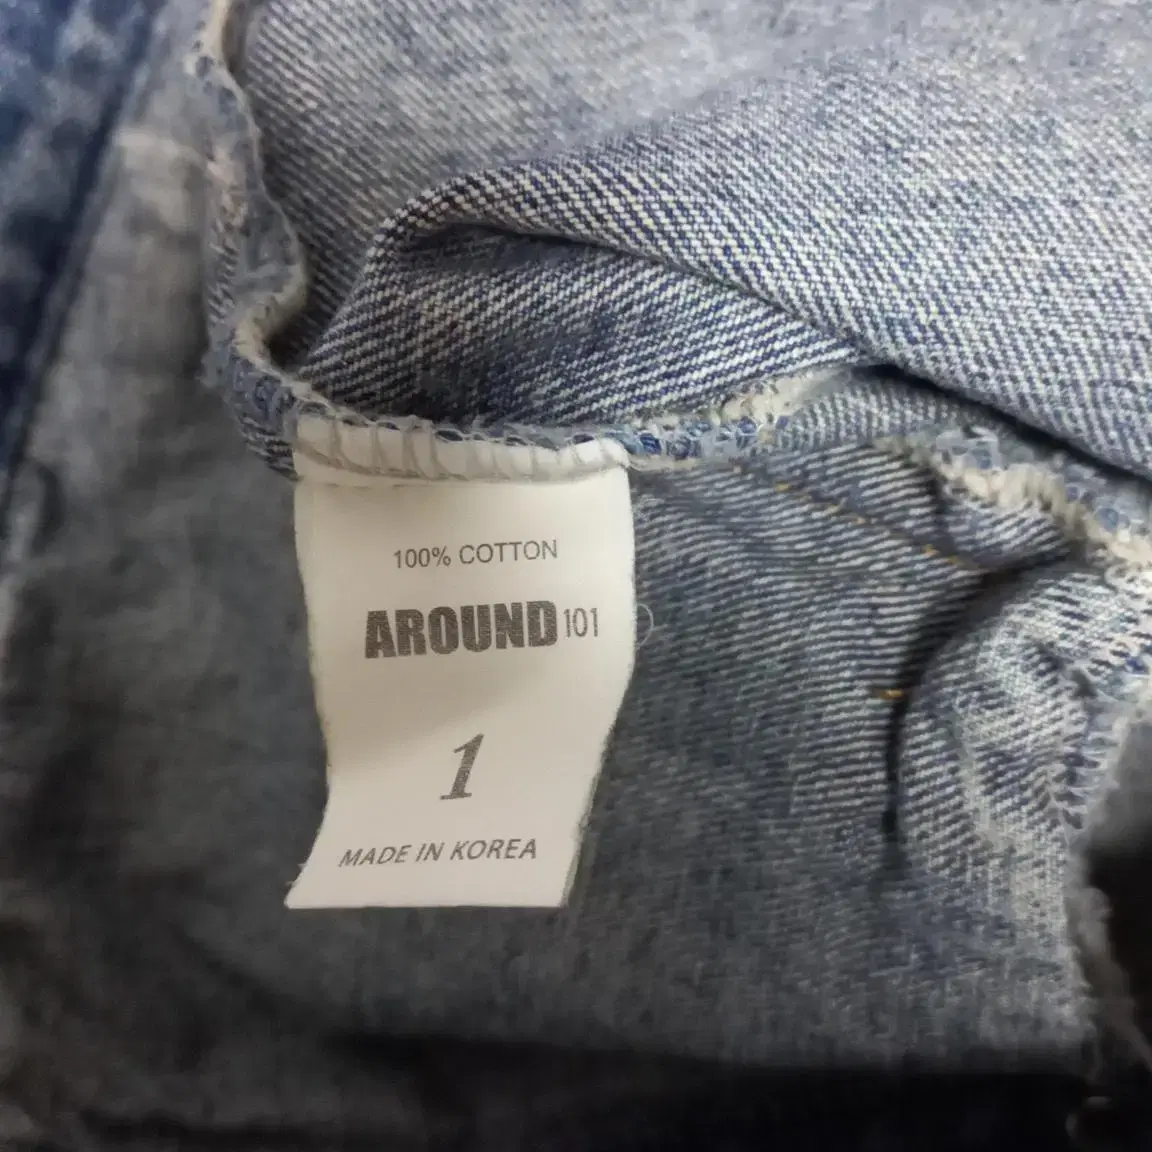 100% COTTON
AROUND101
1
MADE IN KOREA